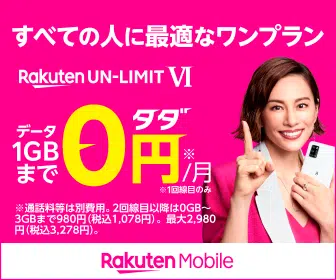 すべての人に最適なワンプラン
Rakuten UN-LIMIT VI
データ
1GB
まで
0
タダ
円※/月
※1回線目のみ
※通話料等は別費用。2回線目以降は0GB〜
3GBまで980円(税込1,078円)。最大2,980
円(税込3,278円)。
Rakuten Mobile